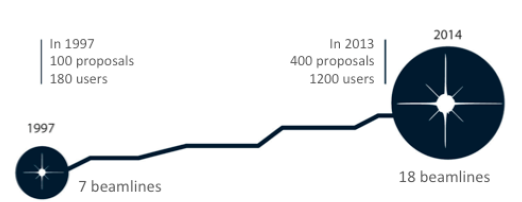 In 1997
100 proposals
180 users
In 2013
400 proposals
1200 users
2014
1997
7 beamlines
18 beamlines